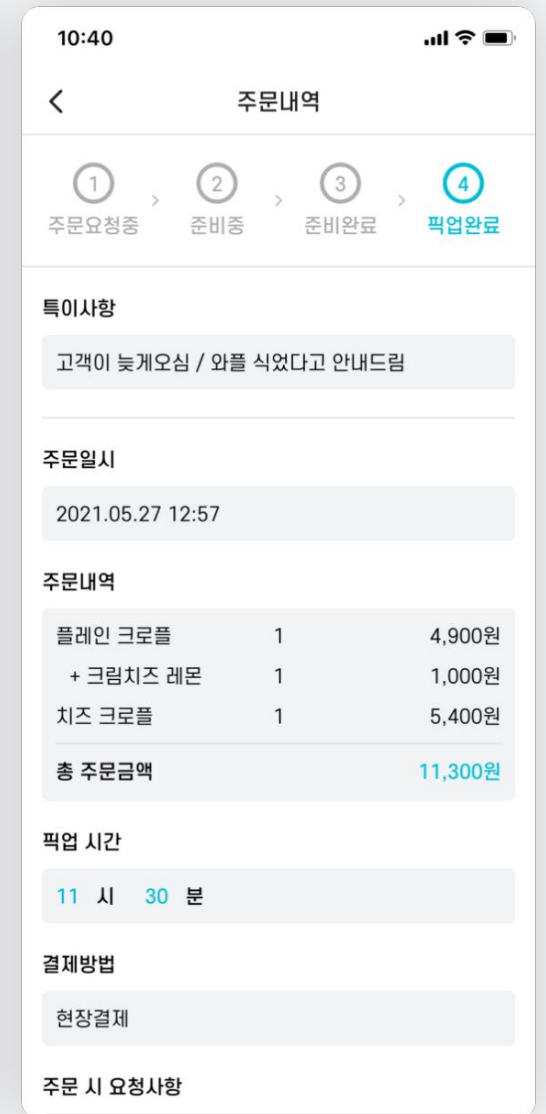 10:40
주문내역
1 2 3 4
주문요청중 준비중 준비완료 픽업완료
특이사항
고객이 늦게오심 / 와플 식었다고 안내드림
주문일시
2021.05.27 12:57
주문내역
플레인 크로플 1 4,900원
+ 크림치즈 레몬 1 1,000원
치즈 크로플 1 5,400원
총 주문금액 11,300원
픽업 시간
11 시 30 분
결제방법
현장결제
주문 시 요청사항